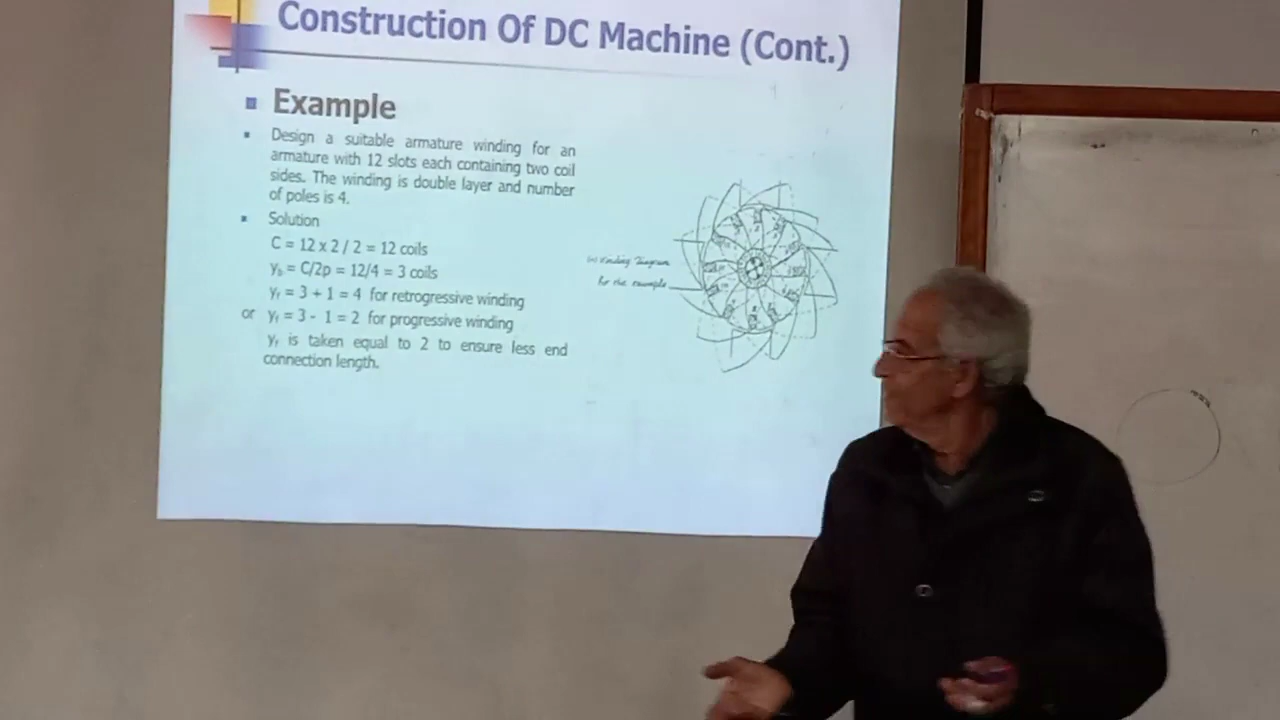 Construction Of DC Machine (Cont.)
Example
Design a suitable armature winding for an
armature with 12 slots each containing two coil
sides. The winding is double layer and number
of poles is 4.
Solution
C = 12 x 2 / 2 = 12 coils
yb = C/2p = 12/4 = 3 coils
yf = 3 + 1 = 4 for retrogressive winding
or yf = 3 - 1 = 2 for progressive winding
yf is taken equal to 2 to ensure less end
connection length.
Winding Diagram
for the example